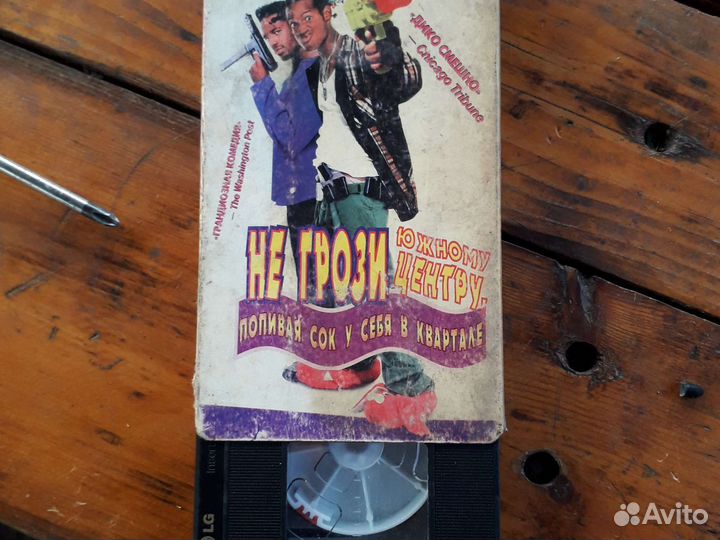 «ДИКО СМЕШНО»
— Chicago Tribune
«ГРАНДИОЗНАЯ КОМЕДИЯ»
— The Washington Post
НЕ ГРОЗИ ЮЖНОМУ
ЦЕНТРУ,
ПОПИВАЯ СОК У СЕБЯ В КВАРТАЛЕ
LG
Avito